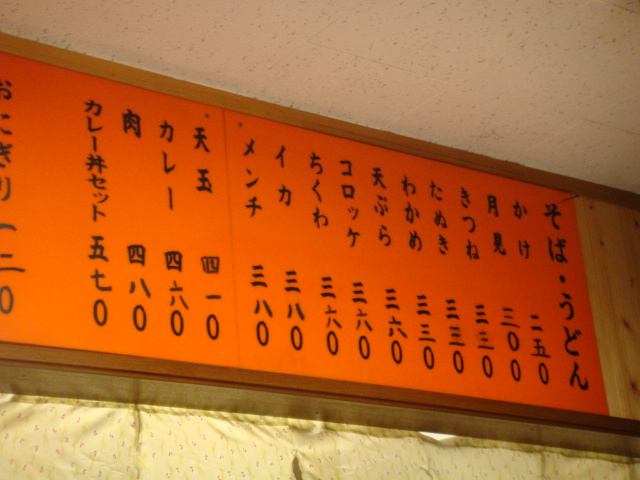 そば・うどん
かけ 二五0
月見 三00
きつね 三三0
たぬき 三三0
わかめ 三三0
天ぷら 三六0
コロッケ 三六0
ちくわ 三六0
イカ 三八0
メンチ 三八0
天玉 四一0
カレー 四六0
肉 四八0
カレー丼セット 五七0
おにぎり 一二0